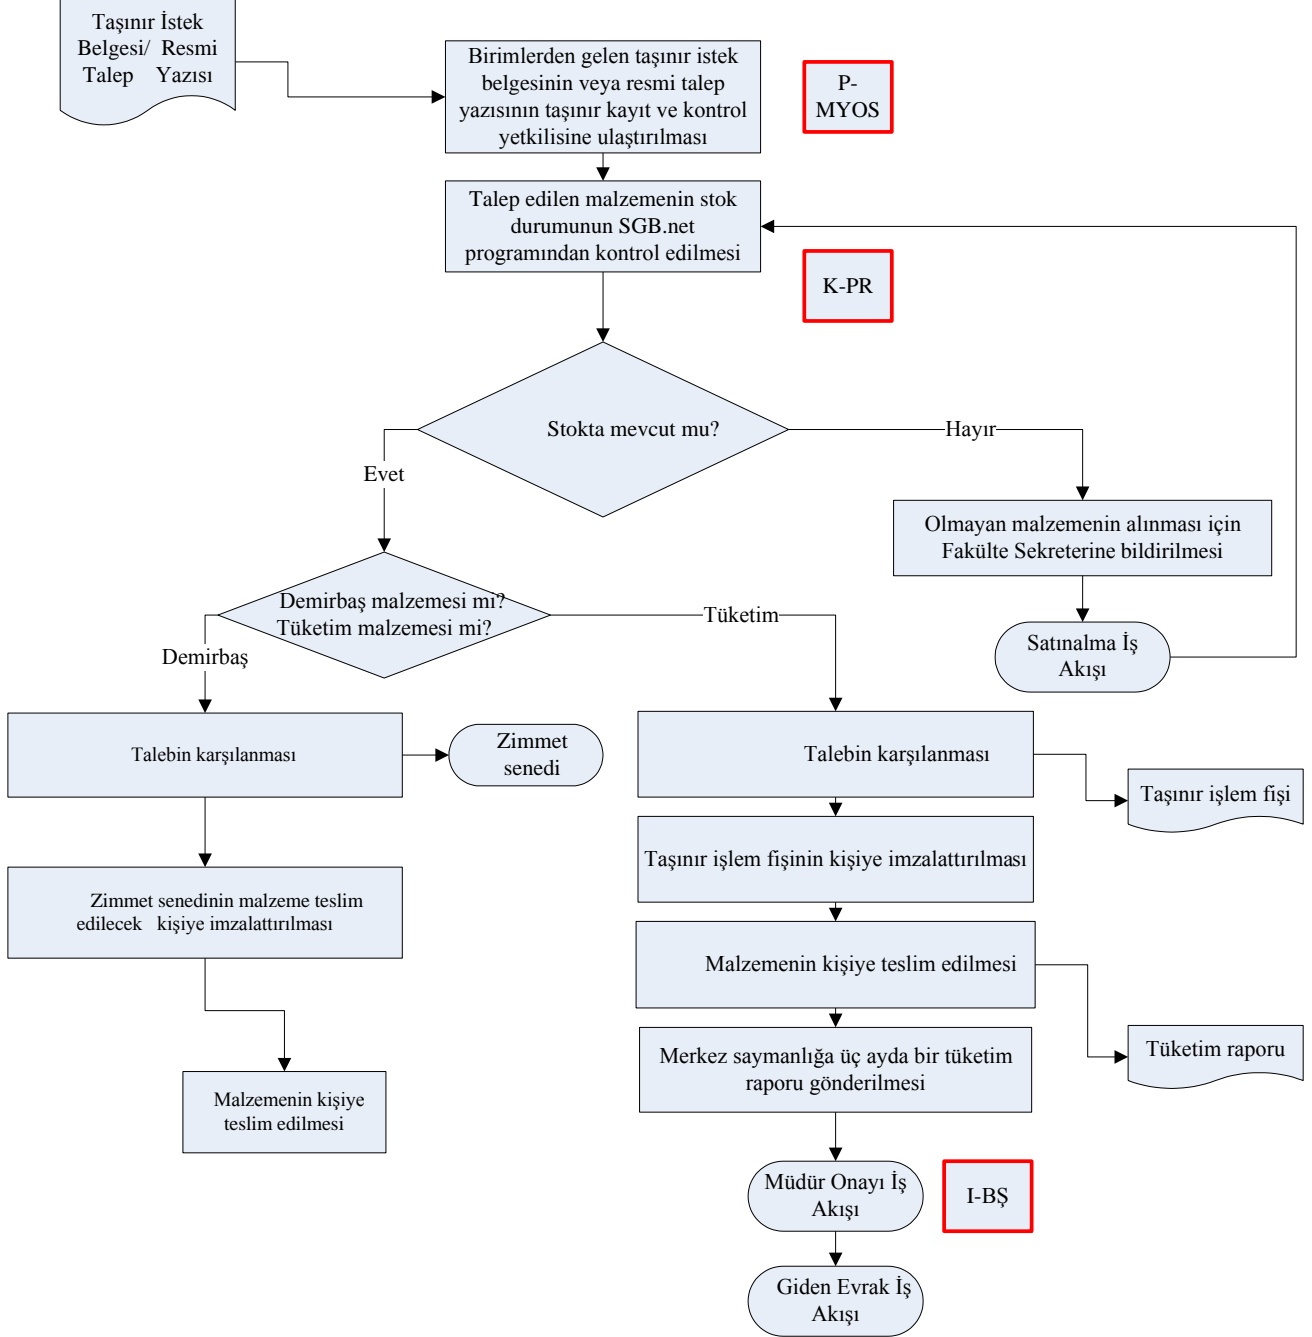 Taşınır İstek
Belgesi/ Resmi
Talep Yazısı
Birimlerden gelen taşınır istek
belgesinin veya resmi talep
yazısının taşınır kayıt ve kontrol
yetkilisine ulaştırılması
P-
MYOS
Talep edilen malzemenin stok
durumunun SGB.net
programından kontrol edilmesi
K-PR
Stokta mevcut mu?
Hayır
Evet
Olmayan malzemenin alınması için
Fakülte Sekreterine bildirilmesi
Demirbaş malzemesi mi?
Tüketim malzemesi mi?
Tüketim
Demirbaş
Satınalma İş
Akışı
Talebin karşılanması
Zimmet
senedi
Talebin karşılanması
Taşınır işlem fişi
Taşınır işlem fişinin kişiye imzalattırılması
Zimmet senedinin malzeme teslim
edilecek kişiye imzalattırılması
Malzemenin kişiye teslim edilmesi
Merkez saymanlığa üç ayda bir tüketim
raporu gönderilmesi
Tüketim raporu
Malzemenin kişiye
teslim edilmesi
Müdür Onayı İş
Akışı
I-BŞ
Giden Evrak İş
Akışı